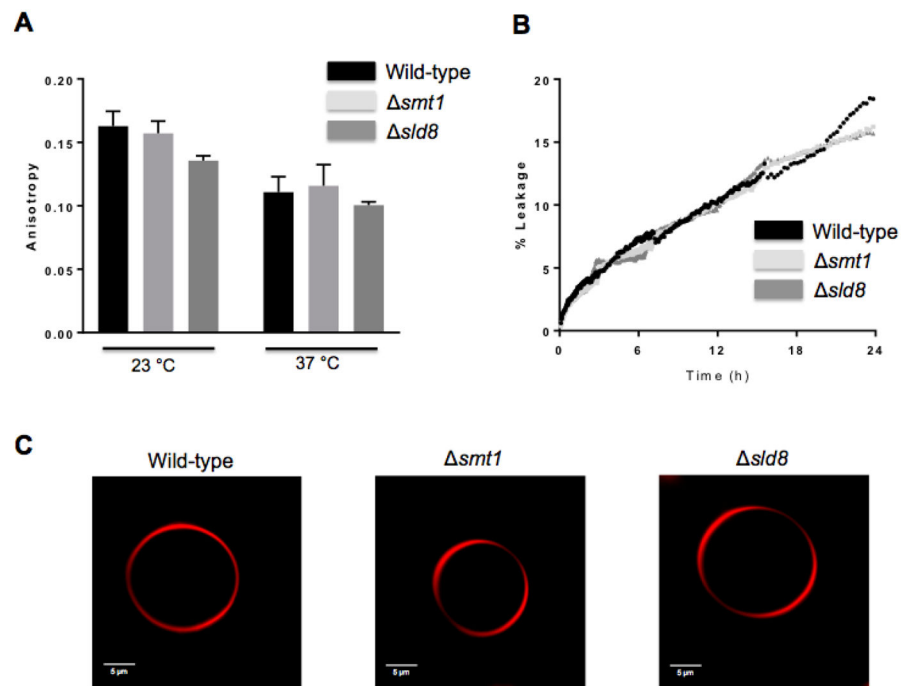 A
Anisotropy
0.20
0.15
0.10
0.05
0.00
23 °C
37 °C
Wild-type
Δsmt1
Δsld8
B
% Leakage
20
15
10
5
0
0 6 12 18 24
Time (h)
Wild-type
Δsmt1
Δsld8
C
Wild-type
Δsmt1
Δsld8
5 µm
5 µm
5 µm